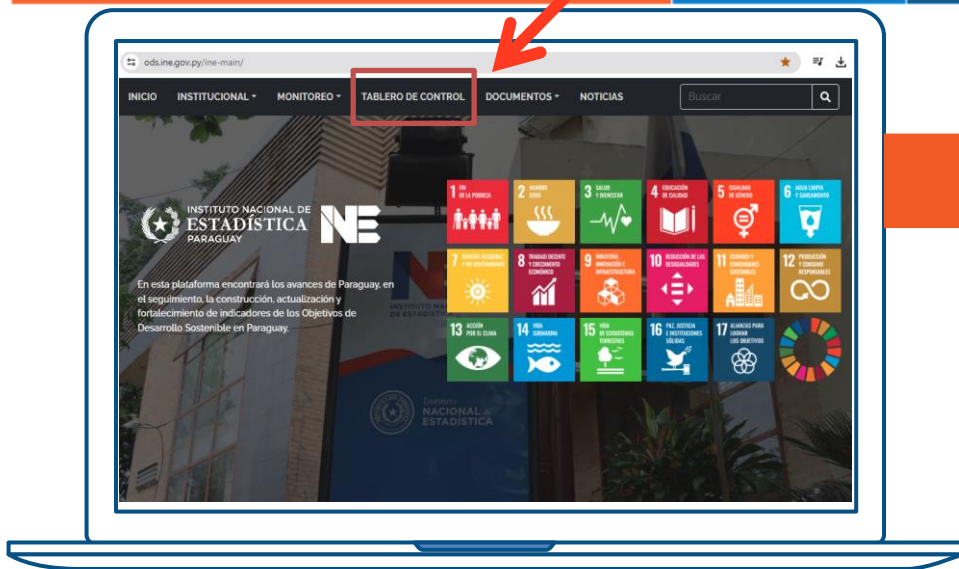 ods.ine.gov.py/ine-main/
INICIO INSTITUCIONAL MONITOREO TABLERO DE CONTROL DOCUMENTOS NOTICIAS Buscar
INSTITUTO NACIONAL DE
ESTADÍSTICA
PARAGUAY
INE
En esta plataforma encontrará los avances de Paraguay, en
el seguimiento, la construcción, actualización y
fortalecimiento de indicadores de los Objetivos de
Desarrollo Sostenible en Paraguay.
1 FIN
DE LA POBREZA
2 HAMBRE
CERO
3 SALUD
Y BIENESTAR
4 EDUCACIÓN
DE CALIDAD
5 IGUALDAD
DE GÉNERO
6 AGUA LIMPIA
Y SANEAMIENTO
7 ENERGÍA ASEQUIBLE
Y NO CONTAMINANTE
8 TRABAJO DECENTE
Y CRECIMIENTO
ECONÓMICO
9 INDUSTRIA,
INNOVACIÓN E
INFRAESTRUCTURA
10 REDUCCIÓN DE LAS
DESIGUALDADES
11 CIUDADES Y
COMUNIDADES
SOSTENIBLES
12 PRODUCCIÓN
Y CONSUMO
RESPONSABLES
13 ACCIÓN
POR EL CLIMA
14 VIDA
SUBMARINA
15 VIDA
DE ECOSISTEMAS
TERRESTRES
16 PAZ, JUSTICIA
E INSTITUCIONES
SÓLIDAS
17 ALIANZAS PARA
LOGRAR
LOS OBJETIVOS
Instituto
NACIONAL de
ESTADÍSTICA